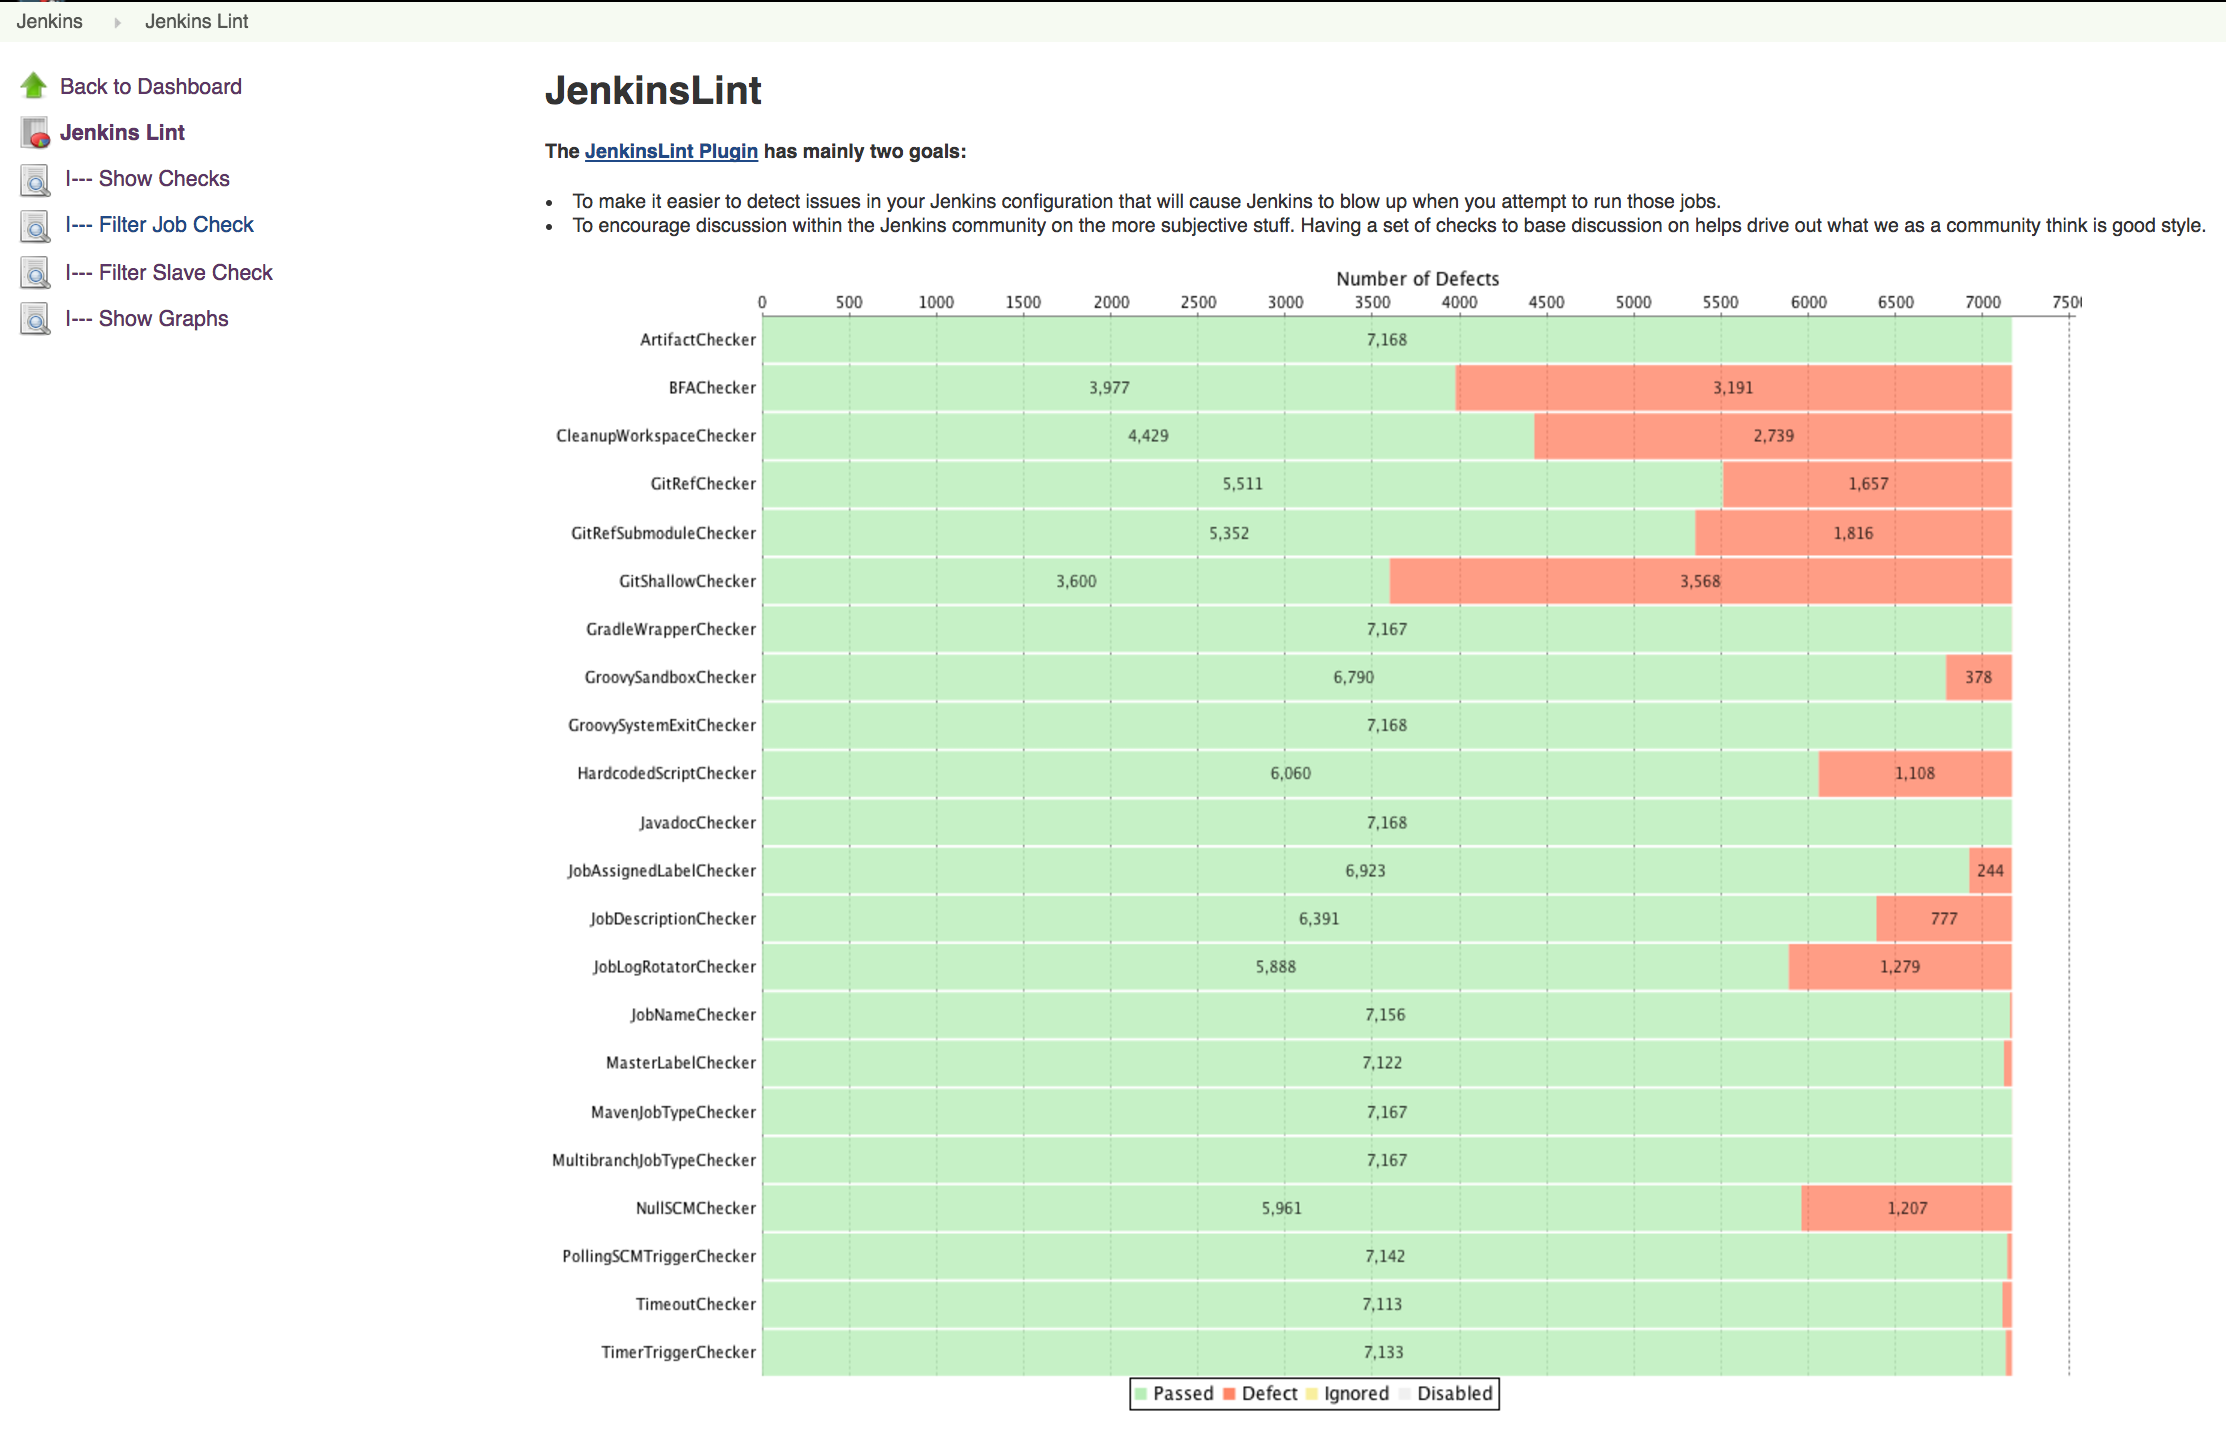 Jenkins Jenkins Lint
Back to Dashboard
Jenkins Lint
I--- Show Checks
I--- Filter Job Check
I--- Filter Slave Check
I--- Show Graphs
JenkinsLint
The JenkinsLint Plugin has mainly two goals:
• To make it easier to detect issues in your Jenkins configuration that will cause Jenkins to blow up when you attempt to run those jobs.
• To encourage discussion within the Jenkins community on the more subjective stuff. Having a set of checks to base discussion on helps drive out what we as a community think is good style.
Number of Defects
0 500 1000 1500 2000 2500 3000 3500 4000 4500 5000 5500 6000 6500 7000 750
ArtifactChecker 7,168
BFAChecker 3,977 3,191
CleanupWorkspaceChecker 4,429 2,739
GitRefChecker 5,511 1,657
GitRefSubmoduleChecker 5,352 1,816
GitShallowChecker 3,600 3,568
GradleWrapperChecker 7,167
GroovySandboxChecker 6,790 378
GroovySystemExitChecker 7,168
HardcodedScriptChecker 6,060 1,108
JavadocChecker 7,168
JobAssignedLabelChecker 6,923 244
JobDescriptionChecker 6,391 777
JobLogRotatorChecker 5,888 1,279
JobNameChecker 7,156
MasterLabelChecker 7,122
MavenJobTypeChecker 7,167
MultibranchJobTypeChecker 7,167
NullSCMChecker 5,961 1,207
PollingSCMTriggerChecker 7,142
TimeoutChecker 7,113
TimerTriggerChecker 7,133
Passed Defect Ignored Disabled